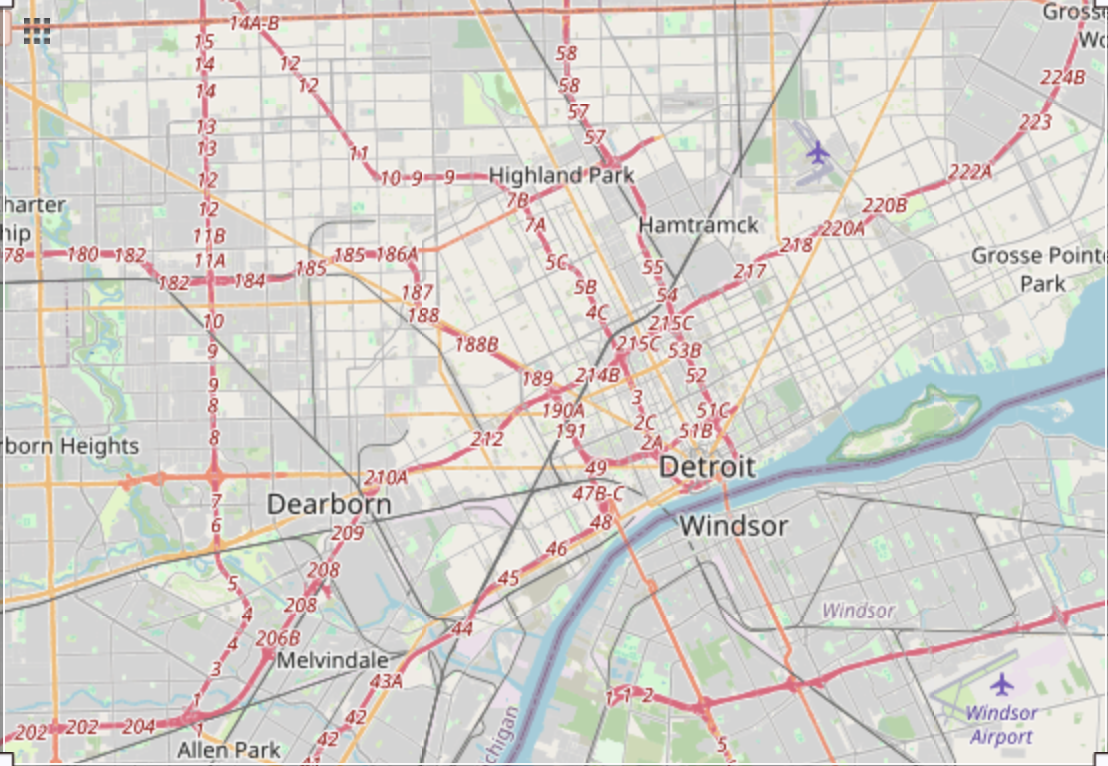 14A-B
58
Grosse
Wo
15
14
12
58
224B
14
12
57
223
13
57
13
11
12
10 9 9
Highland Park
222A
harter
hip
12
7B
7A
Hamtramck
220B
11B
220A
218
78 180 182
11A
185 186A
5C
55
217
Grosse Pointe
Park
182
184
185
187
5B
54
10
188
4C
215C
9
188B
215C
53B
9
189
214B
52
8
190A
3
51C
rborn Heights
8
212
191
2C
51B
2A
210A
49
Detroit
7
Dearborn
47B-C
6
209
48
Windsor
46
5
208
45
4
208
Windsor
4
206B
44
3
Melvindale
43A
1
1 1 2
Windsor
Airport
202 202 204
1
42
Allen Park
42
5
41
chigan